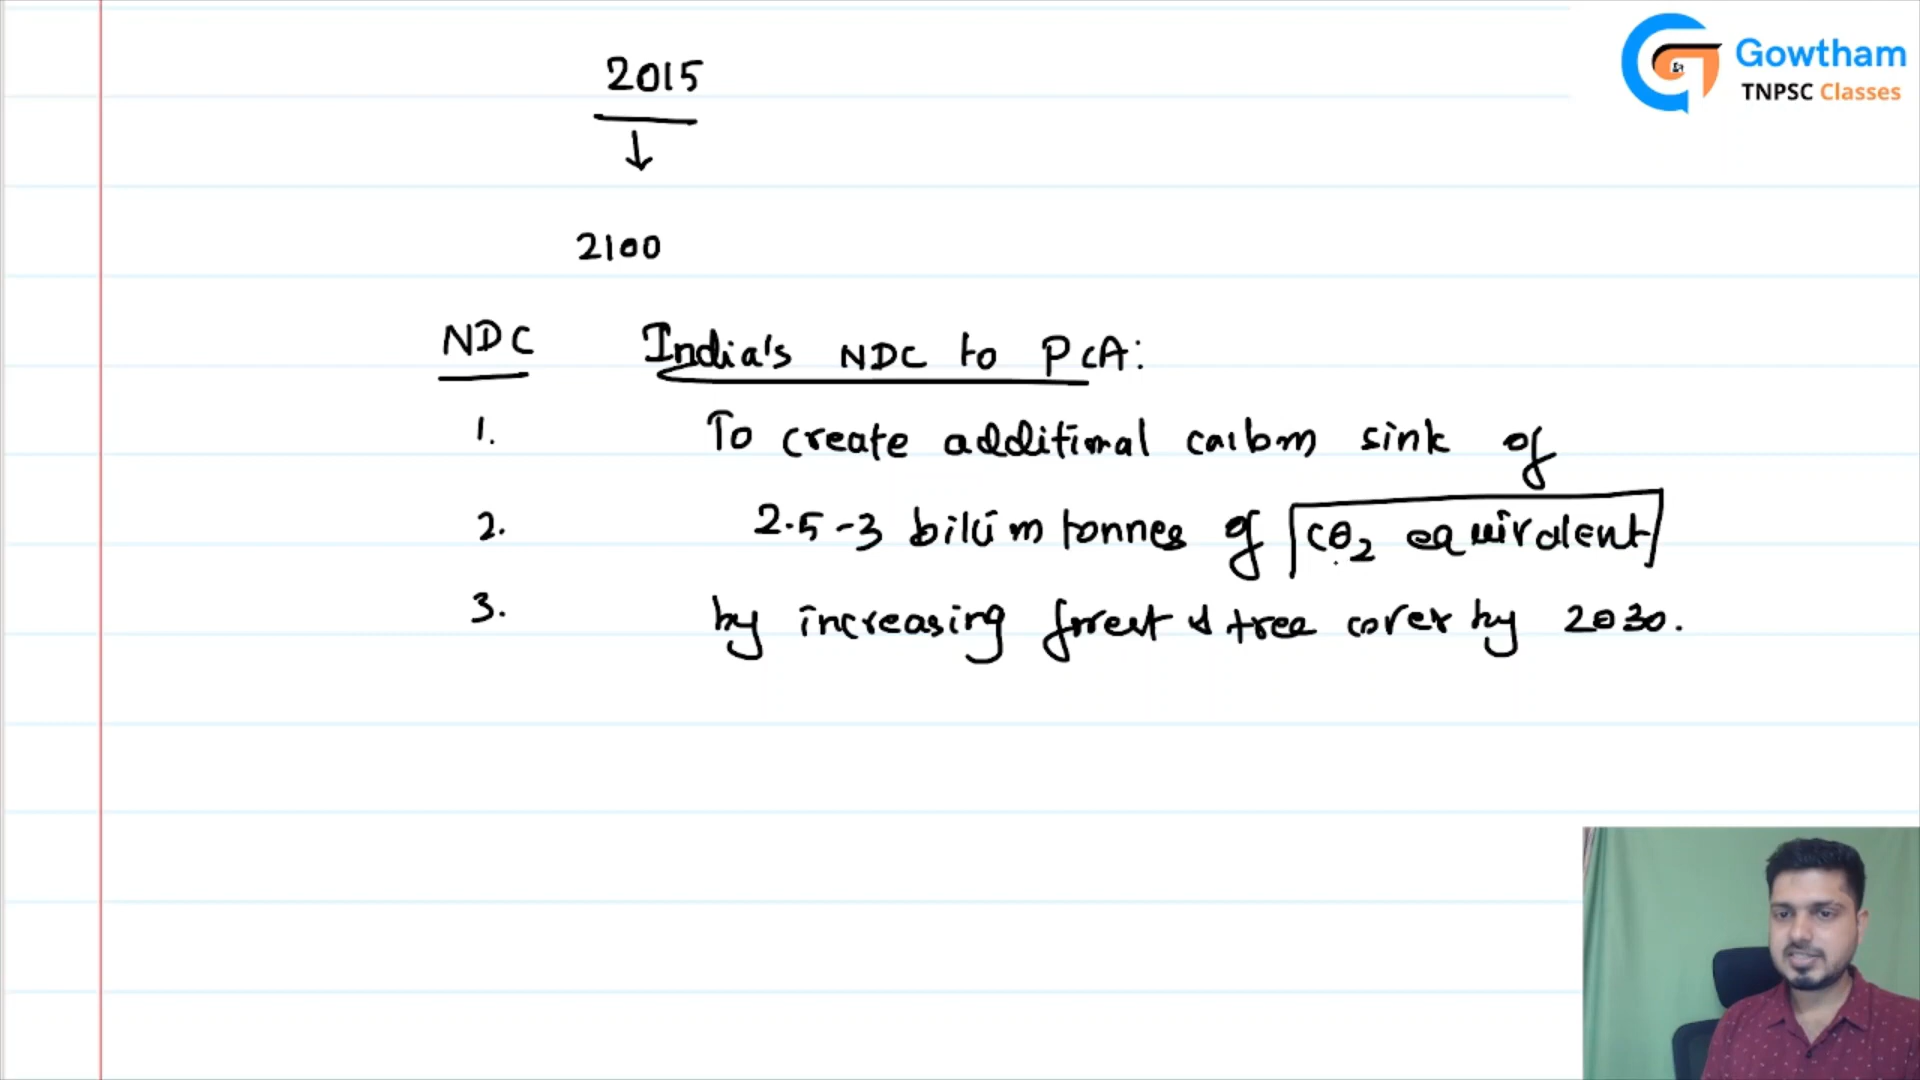 Gowtham
TNPSC Classes
2015
↓
2100
NDC
India's NDC to PCA:
1. To create additional carbon sink of
2. 2.5-3 billion tonnes of CO₂ equivalent
3. by increasing forest & tree cover by 2030.